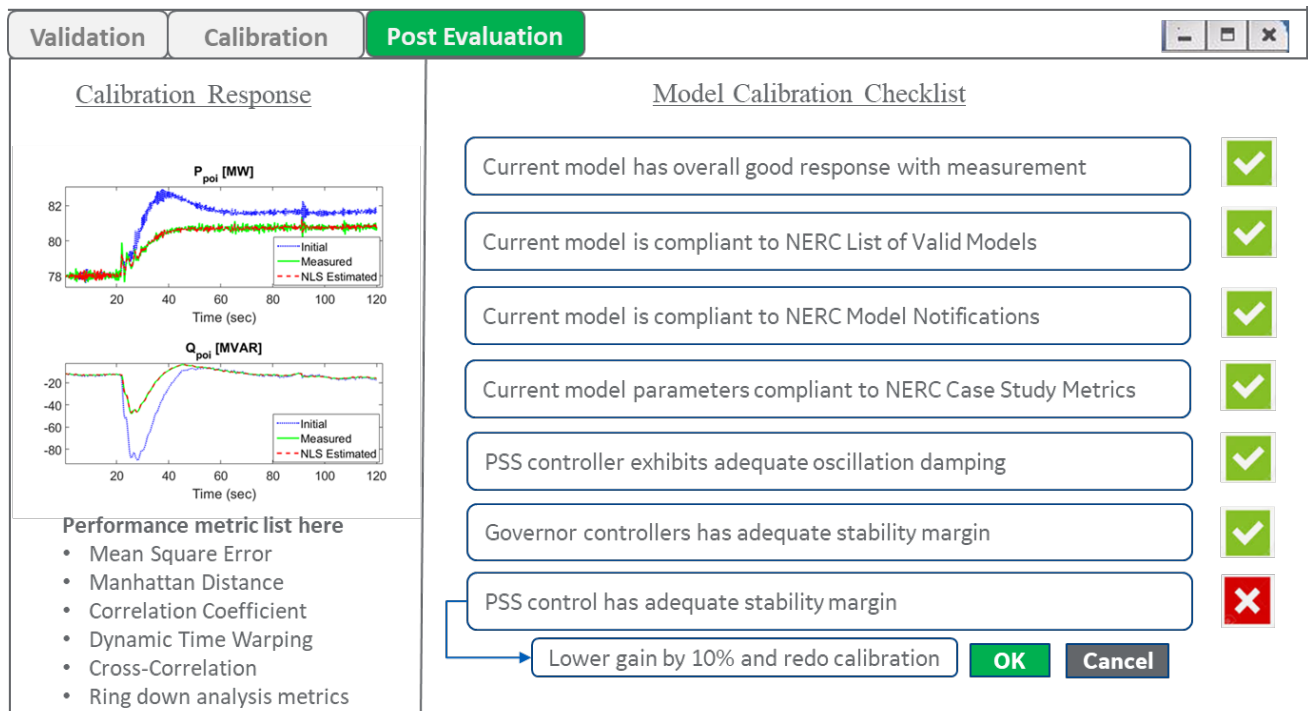 Validation
Calibration
Post Evaluation
Calibration Response
P_poi [MW]
82
80
78
Initial
Measured
NLS Estimated
20 40 60 80 100 120
Time (sec)
Q_poi [MVAR]
-20
-40
-60
-80
Initial
Measured
NLS Estimated
20 40 60 80 100 120
Time (sec)
Performance metric list here
• Mean Square Error
• Manhattan Distance
• Correlation Coefficient
• Dynamic Time Warping
• Cross-Correlation
• Ring down analysis metrics
Model Calibration Checklist
Current model has overall good response with measurement
Current model is compliant to NERC List of Valid Models
Current model is compliant to NERC Model Notifications
Current model parameters compliant to NERC Case Study Metrics
PSS controller exhibits adequate oscillation damping
Governor controllers has adequate stability margin
PSS control has adequate stability margin
Lower gain by 10% and redo calibration
OK
Cancel